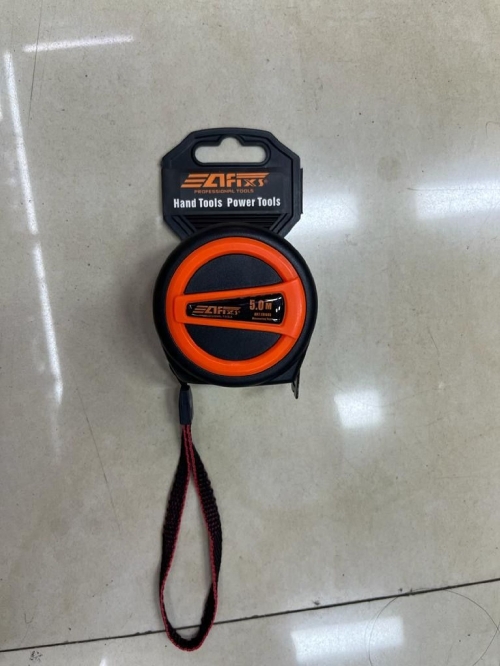 AFIXS
PROFESSIONAL TOOLS
Hand Tools Power Tools
AFIXS
5.0M